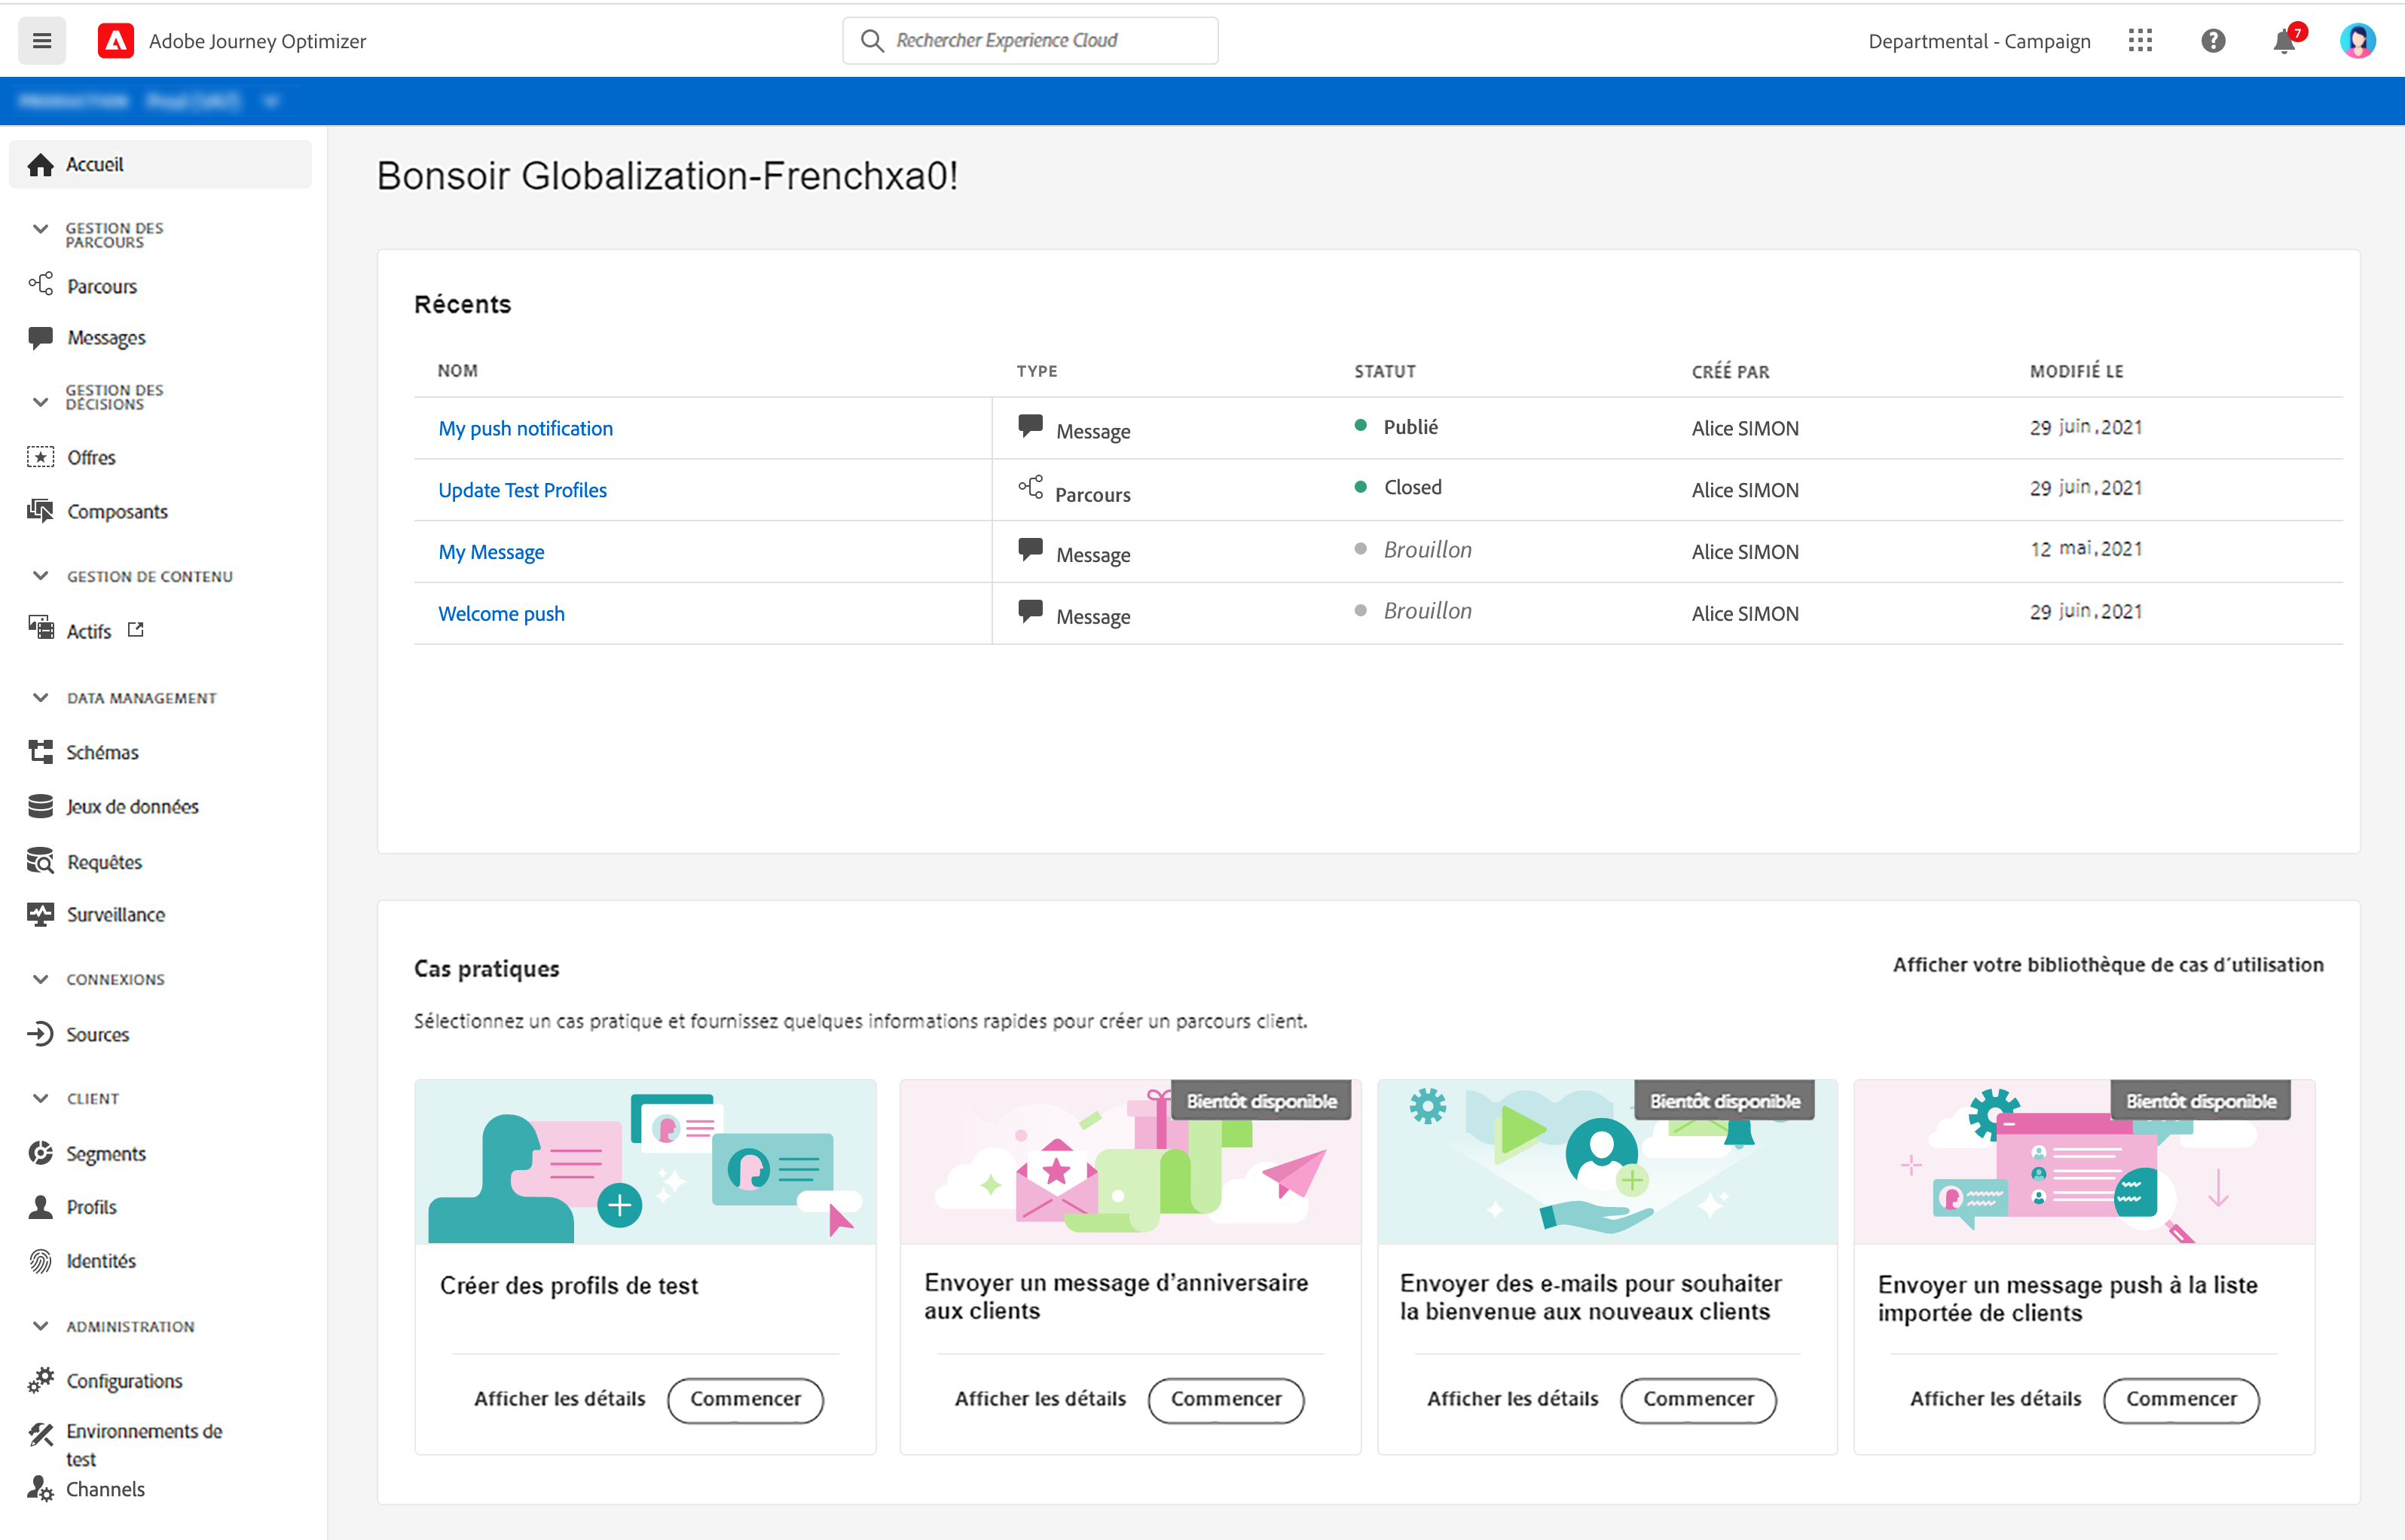 Adobe Journey Optimizer
Rechercher Experience Cloud
Departmental - Campaign
7
Accueil
GESTION DES
PARCOURS
Parcours
Messages
GESTION DES
DÉCISIONS
Offres
Composants
GESTION DE CONTENU
Actifs
DATA MANAGEMENT
Schémas
Jeux de données
Requêtes
Surveillance
CONNEXIONS
Sources
CLIENT
Segments
Profils
Identités
ADMINISTRATION
Configurations
Environnements de
test
Channels
Bonsoir Globalization-Frenchxa0!
Récents
NOM TYPE STATUT CRÉÉ PAR MODIFIÉ LE
My push notification Message Publié Alice SIMON 29 juin,2021
Update Test Profiles Parcours Closed Alice SIMON 29 juin,2021
My Message Message Brouillon Alice SIMON 12 mai,2021
Welcome push Message Brouillon Alice SIMON 29 juin,2021
Cas pratiques
Afficher votre bibliothèque de cas d´utilisation
Sélectionnez un cas pratique et fournissez quelques informations rapides pour créer un parcours client.
Créer des profils de test
Afficher les détails Commencer
Bientôt disponible
Envoyer un message d’anniversaire
aux clients
Afficher les détails Commencer
Bientôt disponible
Envoyer des e-mails pour souhaiter
la bienvenue aux nouveaux clients
Afficher les détails Commencer
Bientôt disponible
Envoyer un message push à la liste
importée de clients
Afficher les détails Commencer